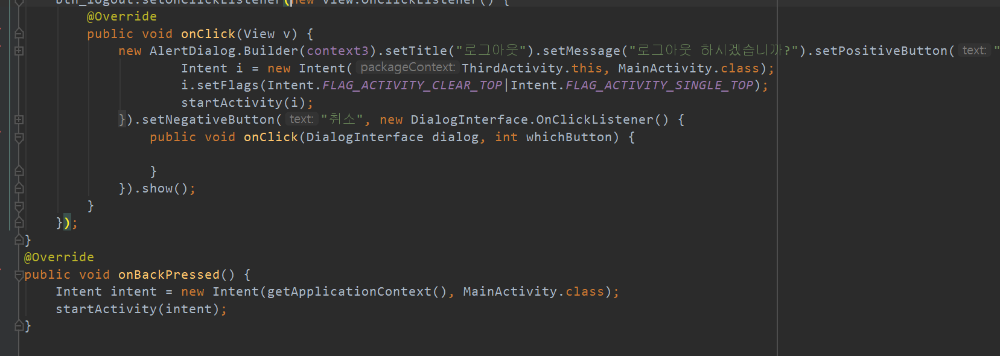 btn_logout.setOnClickListener(new View.OnClickListener() {
@Override
public void onClick(View v) {
new AlertDialog.Builder(context3).setTitle("로그아웃").setMessage("로그아웃 하시겠습니까?").setPositiveButton( text: "
Intent i = new Intent( packageContext: ThirdActivity.this, MainActivity.class);
i.setFlags(Intent.FLAG_ACTIVITY_CLEAR_TOP|Intent.FLAG_ACTIVITY_SINGLE_TOP);
startActivity(i);
}).setNegativeButton( text: "취소", new DialogInterface.OnClickListener() {
public void onClick(DialogInterface dialog, int whichButton) {
}
}).show();
}
});
}
@Override
public void onBackPressed() {
Intent intent = new Intent(getApplicationContext(), MainActivity.class);
startActivity(intent);
}